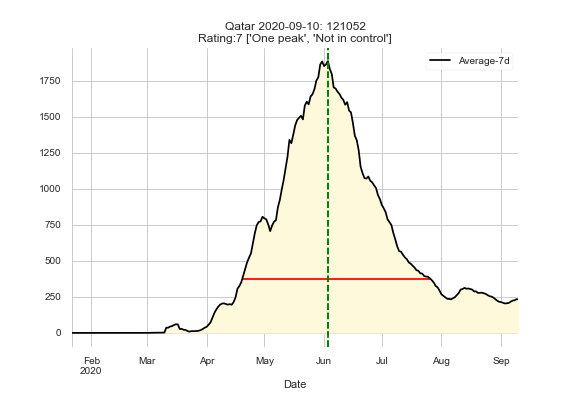 Qatar 2020-09-10: 121052
Rating:7 ['One peak', 'Not in control']
Average-7d
1750
1500
1250
1000
750
500
250
0
Feb Mar Apr May Jun Jul Aug Sep
2020
Date